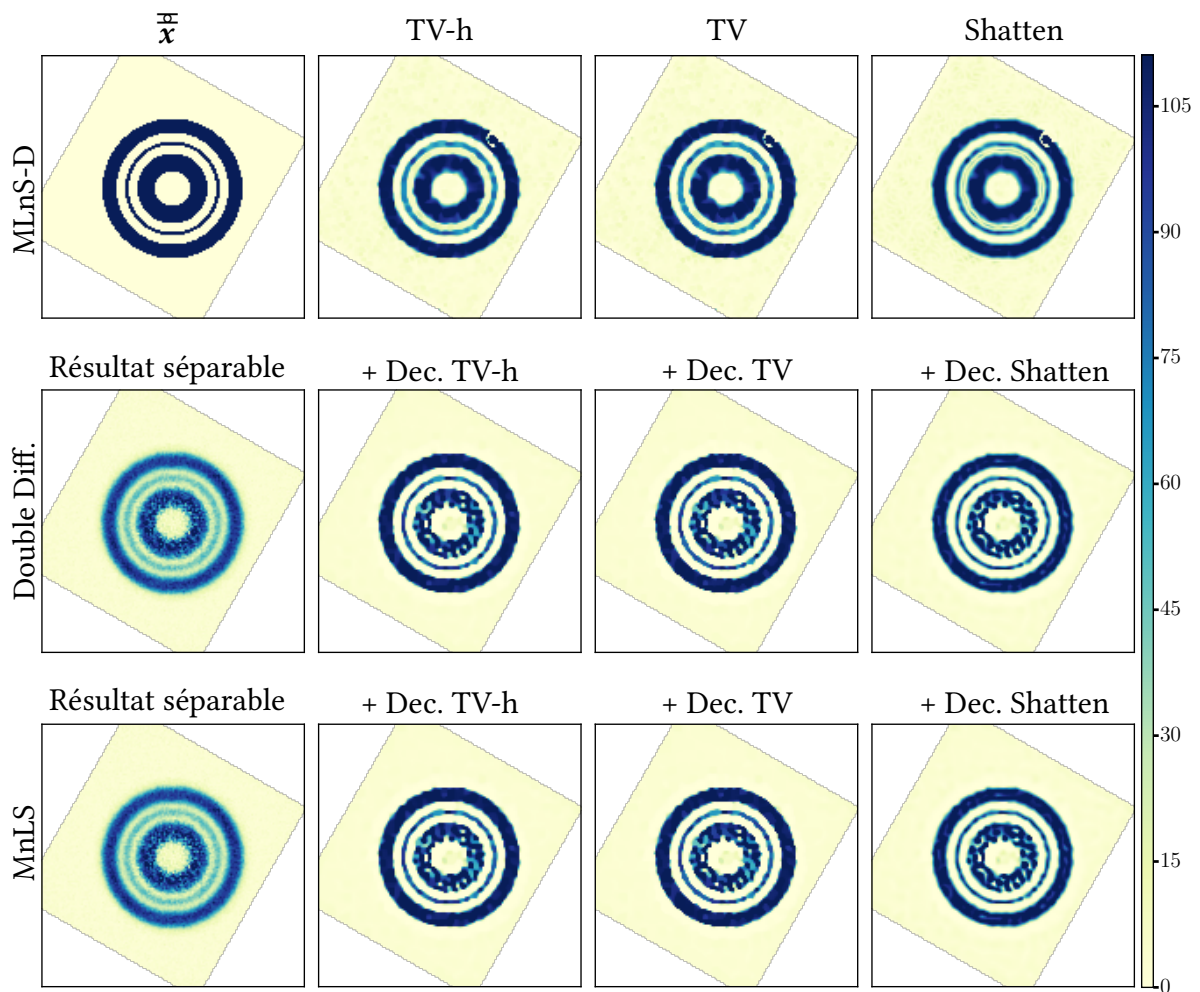 x TV-h TV Shatten
MLnS-D
Résultat séparable + Dec. TV-h + Dec. TV + Dec. Shatten
Double Diff.
Résultat séparable + Dec. TV-h + Dec. TV + Dec. Shatten
MnLS
105
90
75
60
45
30
15
0